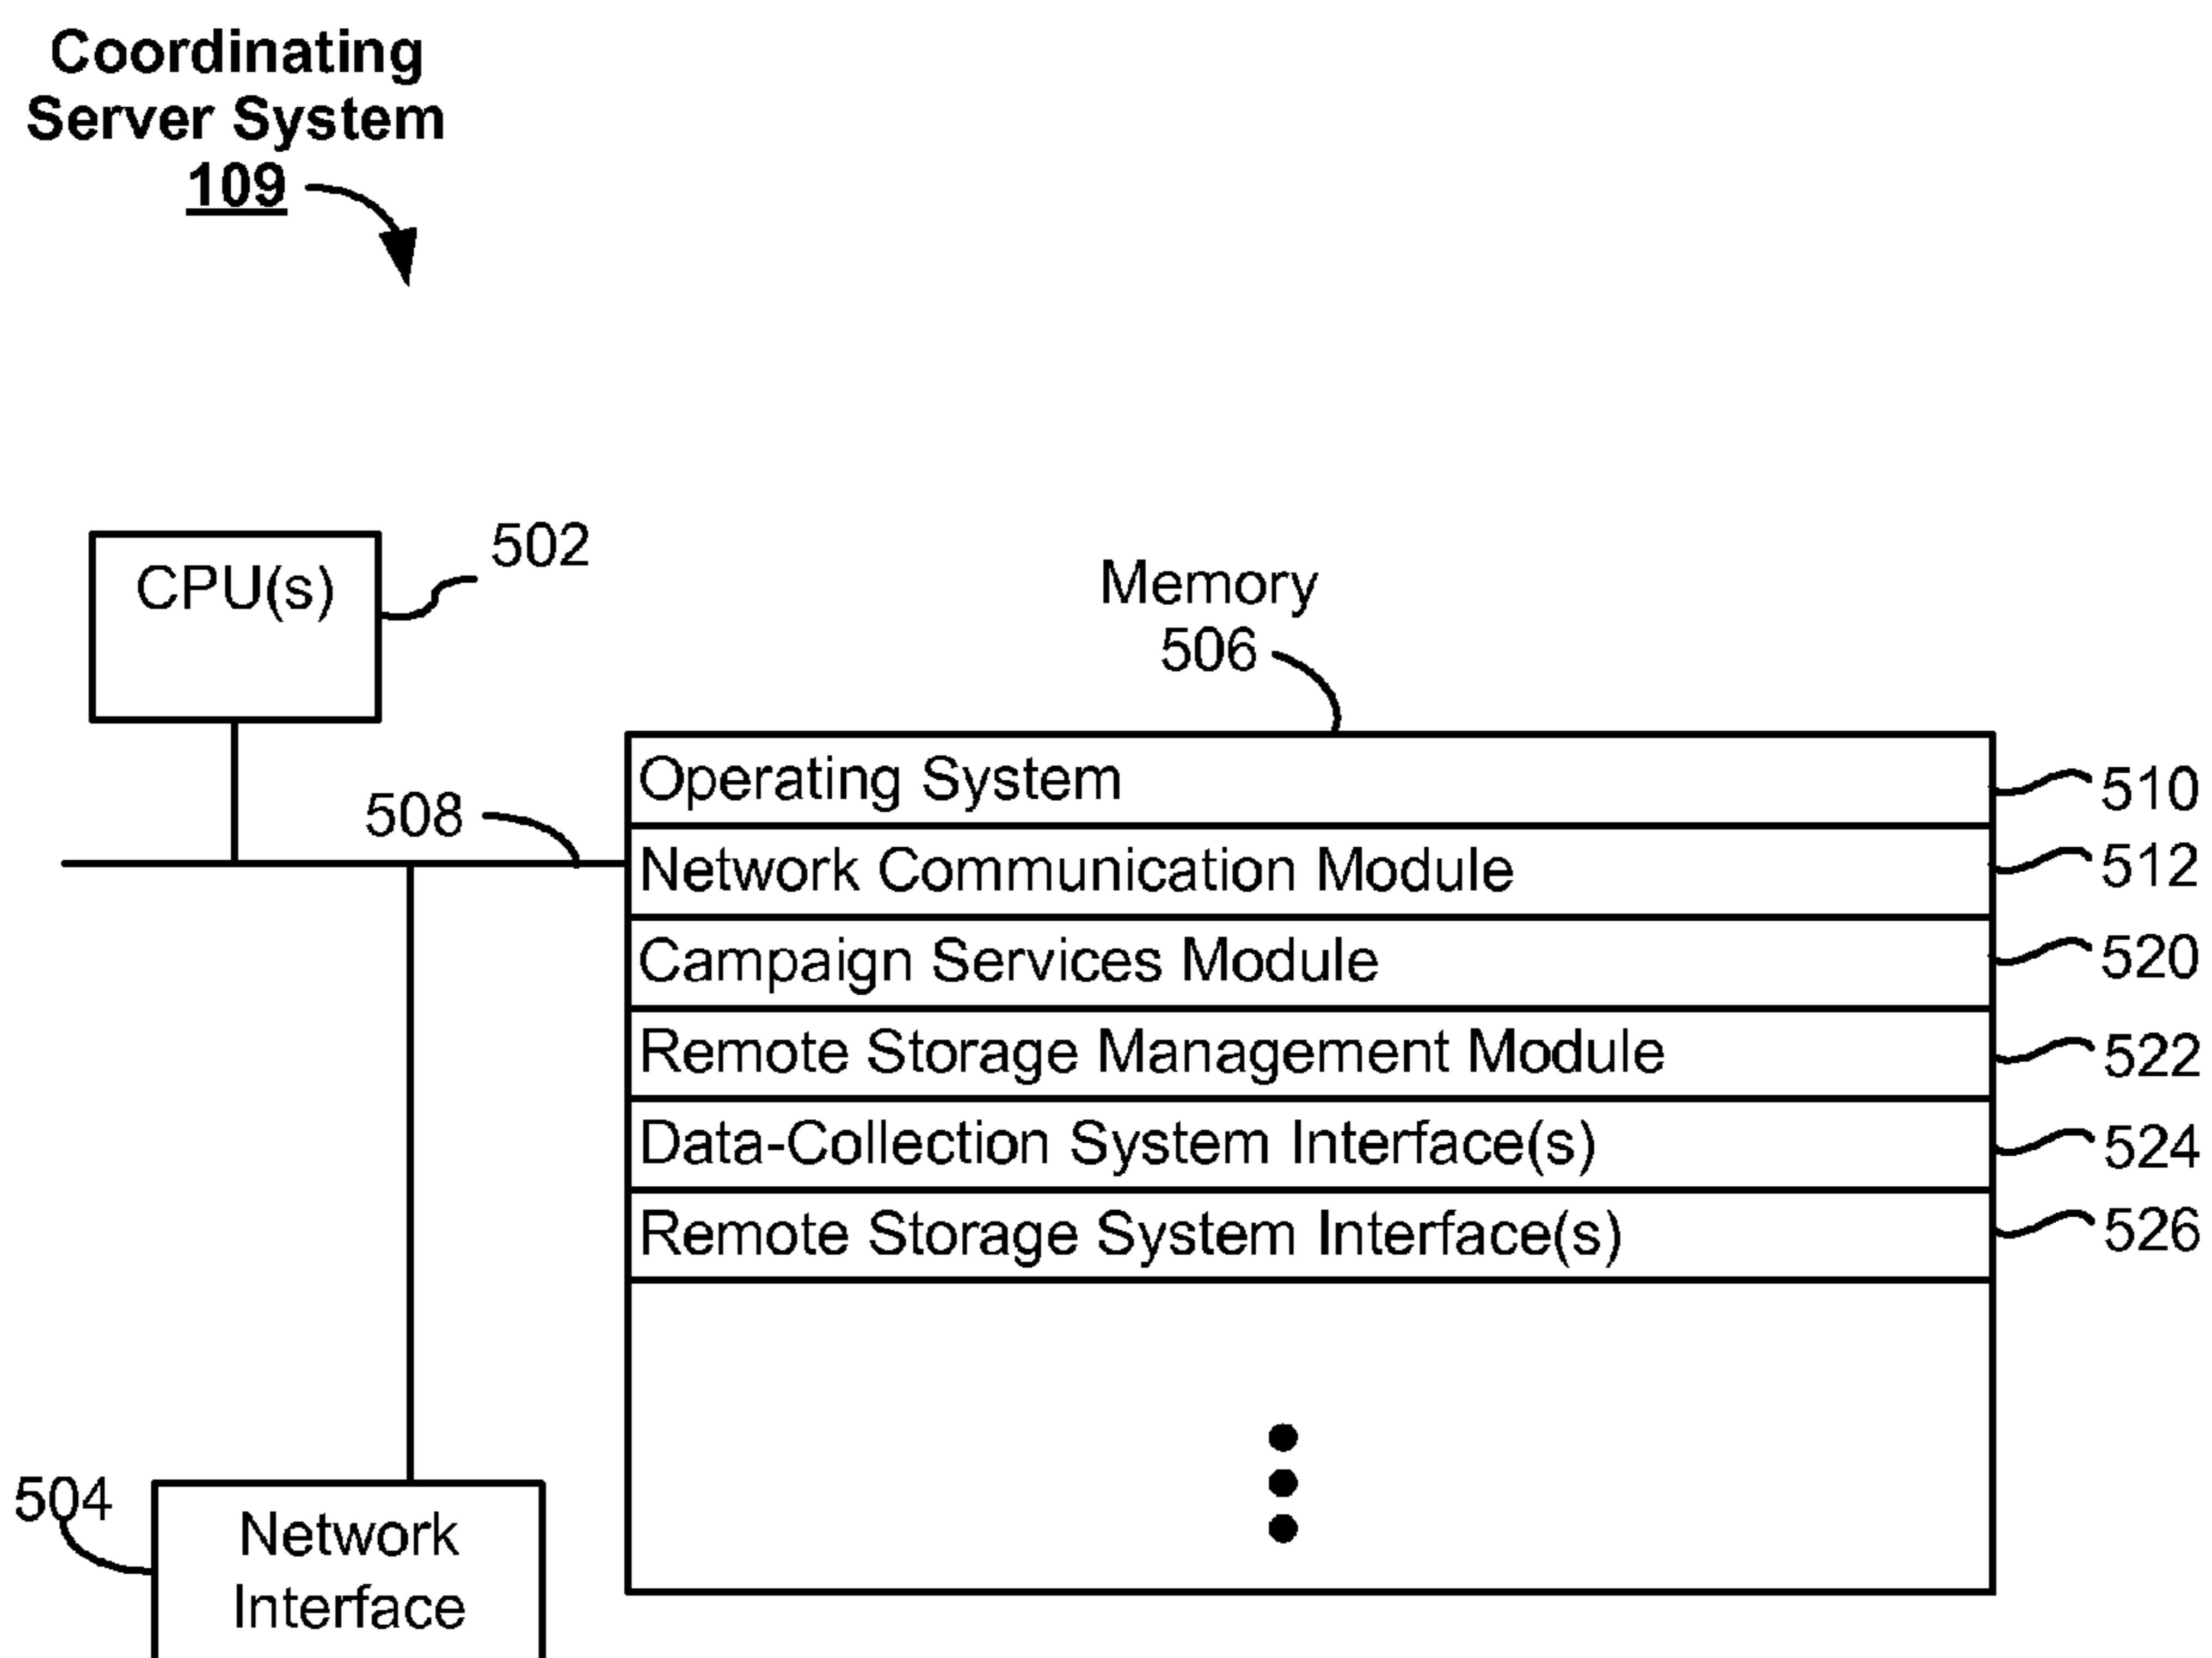 Coordinating
Server System
109
CPU(s)
502
Memory
506
508
Operating System
510
Network Communication Module
512
Campaign Services Module
520
Remote Storage Management Module
522
Data-Collection System Interface(s)
524
Remote Storage System Interface(s)
526
504
Network
Interface